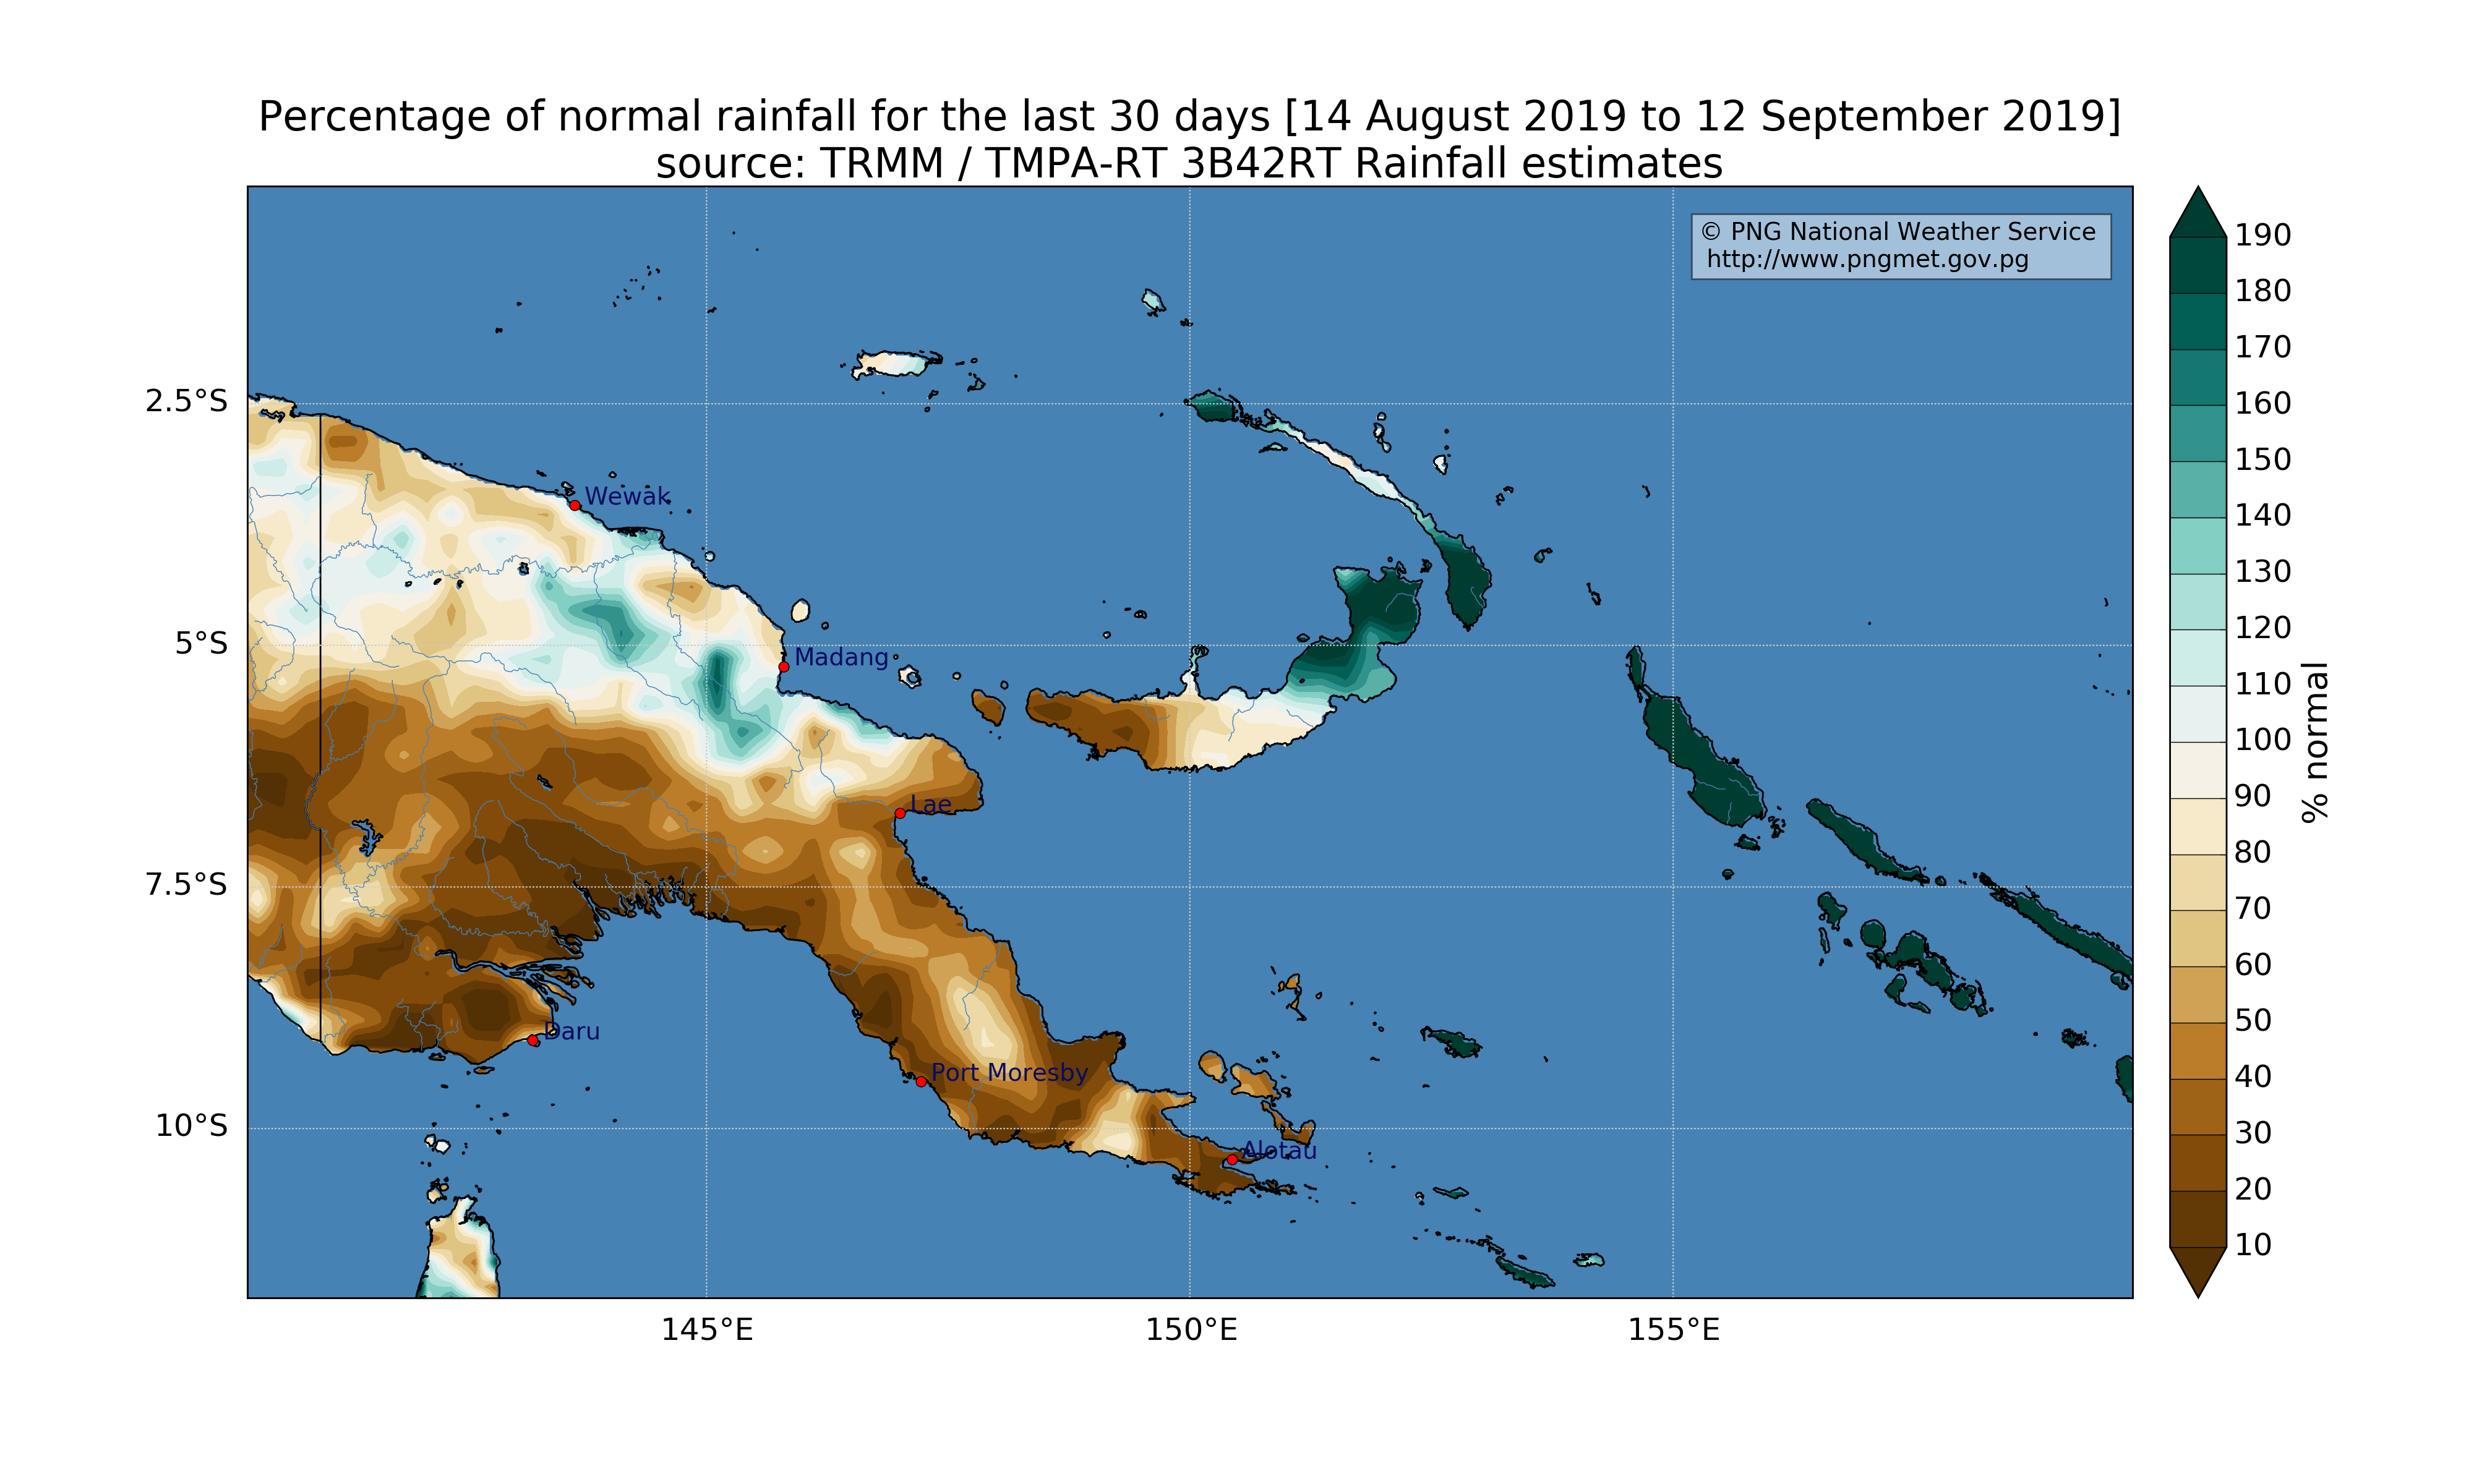 Percentage of normal rainfall for the last 30 days [14 August 2019 to 12 September 2019]
source: TRMM / TMPA-RT 3B42RT Rainfall estimates
© PNG National Weather Service
http://www.pngmet.gov.pg
2.5°S
5°S
7.5°S
10°S
Wewak
Madang
Lae
Daru
Port Moresby
Alotau
145°E
150°E
155°E
190
180
170
160
150
140
130
120
110
100
90
80
70
60
50
40
30
20
10
% normal